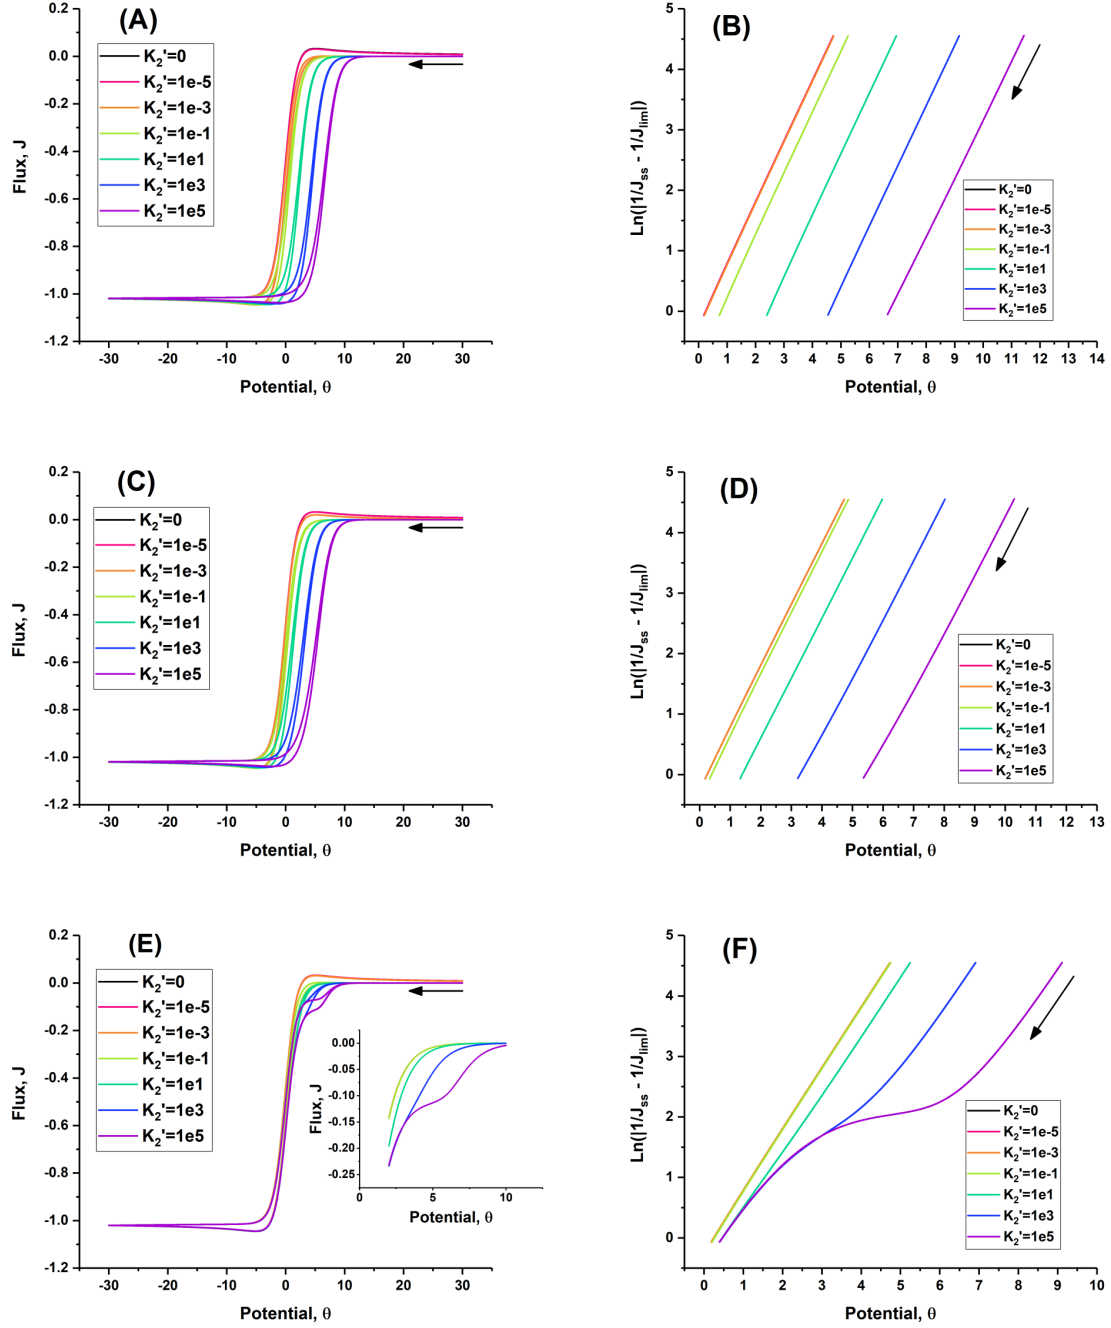 (A)
0.2
0.0
-0.2
-0.4
-0.6
-0.8
-1.0
-1.2
Flux, J
K2'=0
K2'=1e-5
K2'=1e-3
K2'=1e-1
K2'=1e1
K2'=1e3
K2'=1e5
-30 -20 -10 0 10 20 30
Potential, θ
(B)
5
4
3
2
1
0
Ln(|1/Jss - 1/Jlim|)
K2'=0
K2'=1e-5
K2'=1e-3
K2'=1e-1
K2'=1e1
K2'=1e3
K2'=1e5
0 1 2 3 4 5 6 7 8 9 10 11 12 13 14
Potential, θ
(C)
0.2
0.0
-0.2
-0.4
-0.6
-0.8
-1.0
-1.2
Flux, J
K2'=0
K2'=1e-5
K2'=1e-3
K2'=1e-1
K2'=1e1
K2'=1e3
K2'=1e5
-30 -20 -10 0 10 20 30
Potential, θ
(D)
5
4
3
2
1
0
Ln(|1/Jss - 1/Jlim|)
K2'=0
K2'=1e-5
K2'=1e-3
K2'=1e-1
K2'=1e1
K2'=1e3
K2'=1e5
0 1 2 3 4 5 6 7 8 9 10 11 12 13
Potential, θ
(E)
0.2
0.0
-0.2
-0.4
-0.6
-0.8
-1.0
-1.2
Flux, J
K2'=0
K2'=1e-5
K2'=1e-3
K2'=1e-1
K2'=1e1
K2'=1e3
K2'=1e5
0.00
-0.05
-0.10
-0.15
-0.20
-0.25
Flux, J
0 5 10
Potential, θ
-30 -20 -10 0 10 20 30
Potential, θ
(F)
5
4
3
2
1
0
Ln(|1/Jss - 1/Jlim|)
K2'=0
K2'=1e-5
K2'=1e-3
K2'=1e-1
K2'=1e1
K2'=1e3
K2'=1e5
0 1 2 3 4 5 6 7 8 9 10
Potential, θ